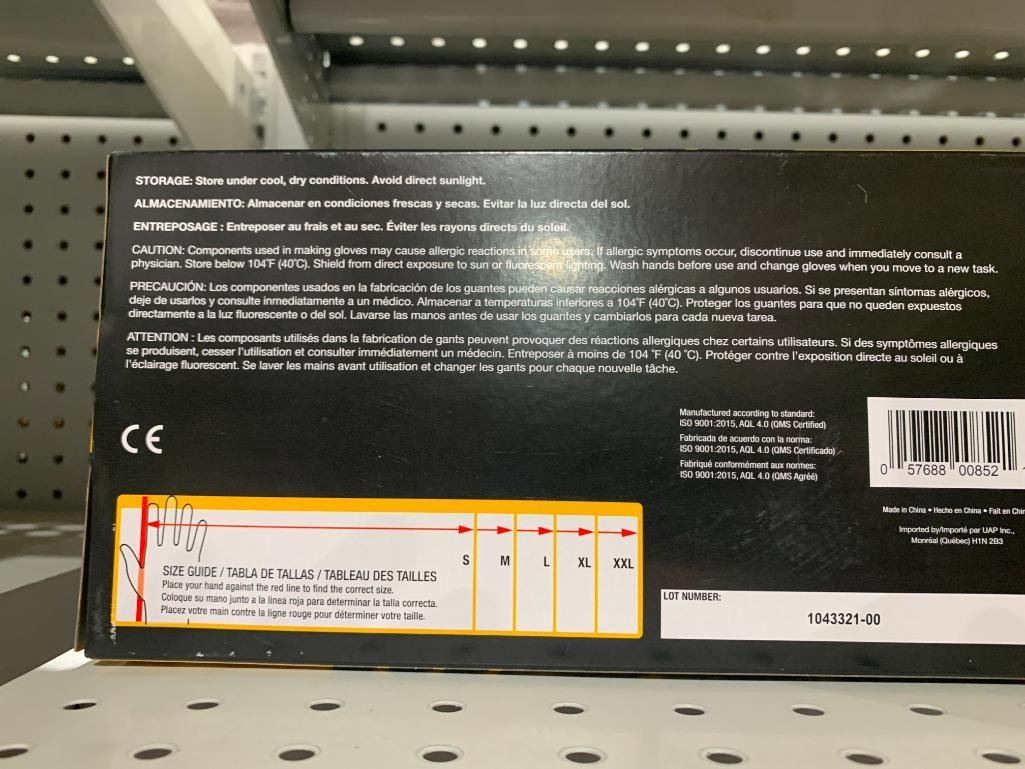 STORAGE: Store under cool, dry conditions. Avoid direct sunlight.
ALMACENAMIENTO: Almacenar en condiciones frescas y secas. Evitar la luz directa del sol.
ENTREPOSAGE : Entreposer au frais et au sec. Éviter les rayons directs du soleil.
CAUTION: Components used in making gloves may cause allergic reactions in some users. If allergic symptoms occur, discontinue use and immediately consult a
physician. Store below 104°F (40°C). Shield from direct exposure to sun or fluorescent lighting. Wash hands before use and change gloves when you move to a new task.
PRECAUCIÓN: Los componentes usados en la fabricación de los guantes pueden causar reacciones alérgicas a algunos usuarios. Si se presentan síntomas alérgicos,
deje de usarlos y consulte inmediatamente a un médico. Almacenar a temperaturas inferiores a 104°F (40°C). Proteger los guantes para que no queden expuestos
directamente a la luz fluorescente o del sol. Lavarse las manos antes de usar los guantes y cambiarlos para cada nueva tarea.
ATTENTION : Les composants utilisés dans la fabrication de gants peuvent provoquer des réactions allergiques chez certains utilisateurs. Si des symptômes allergiques
se produisent, cesser l'utilisation et consulter immédiatement un médecin. Entreposer à moins de 104 °F (40 °C). Protéger contre l'exposition directe au soleil ou à
l'éclairage fluorescent. Se laver les mains avant utilisation et changer les gants pour chaque nouvelle tâche.
CE
Manufactured according to standard:
ISO 9001:2015, AQL 4.0 (QMS Certified)
Fabricada de acuerdo con la norma:
ISO 9001:2015, AQL 4.0 (QMS Certificado)
Fabriqué conformément aux normes:
ISO 9001:2015, AQL 4.0 (QMS Agréé)
0 57688 00852
Made in China • Hecho en China • Fait en Chin
Imported by/Importé par UAP Inc.,
Montréal (Québec) H1N 2B3
S M L XL XXL
SIZE GUIDE / TABLA DE TALLAS / TABLEAU DES TAILLES
Place your hand against the red line to find the correct size.
Coloque su mano junto a la linea roja para determinar la talla correcta.
Placez votre main contre la ligne rouge pour déterminer votre taille.
LOT NUMBER:
1043321-00